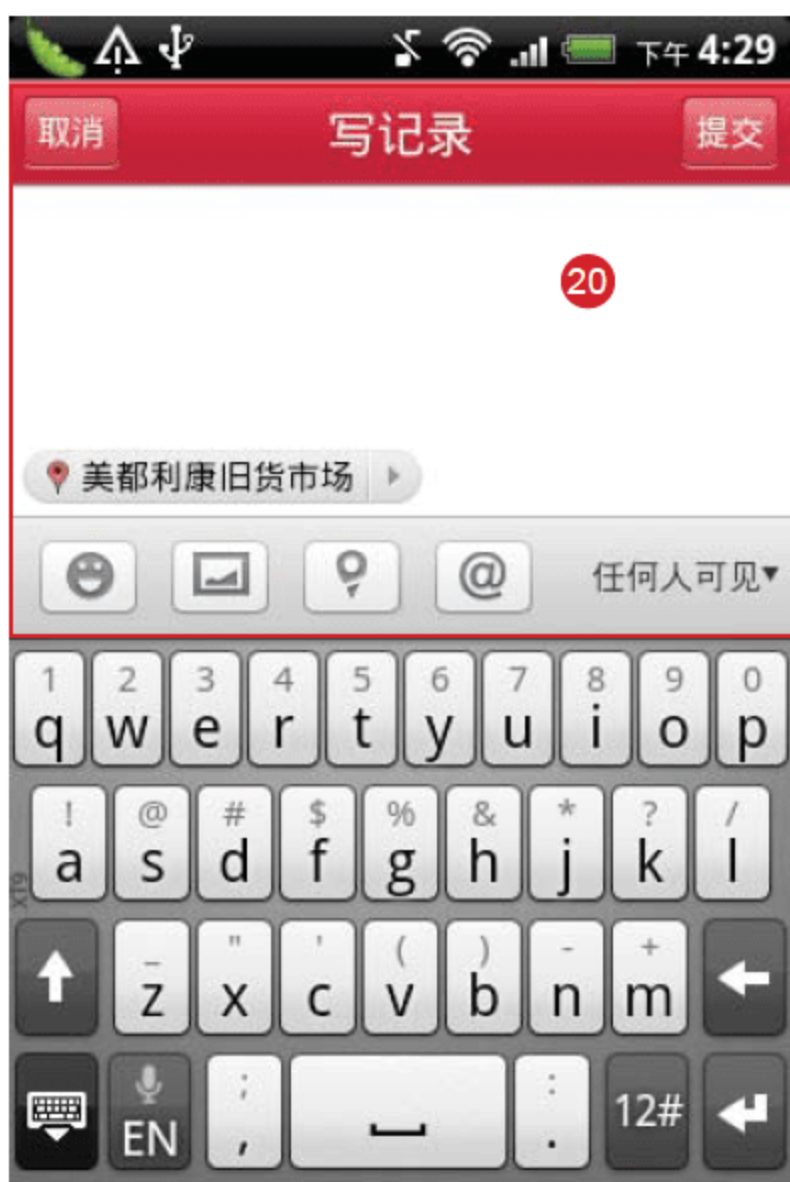 下午 4:29
取消 写记录 提交
20
美都利康旧货市场
@ 任何人可见
1 2 3 4 5 6 7 8 9 0
q w e r t y u i o p
! @ # $ % & * ? /
a s d f g h j k l
XT9
_ " ' ( ) - +
z x c v b n m
; :
EN , . 12#